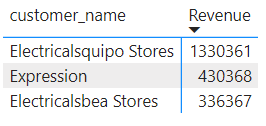 customer_name Revenue
Electricalsquipo Stores 1330361
Expression 430368
Electricalsbea Stores 336367